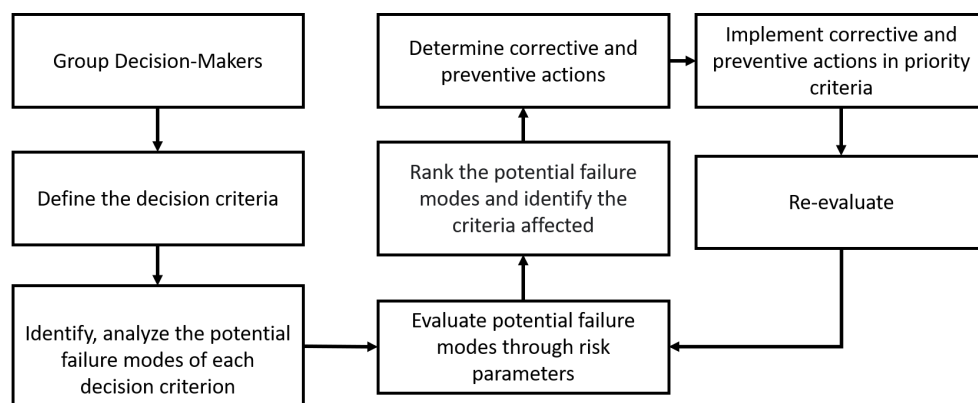 Group Decision-Makers
Define the decision criteria
Identify, analyze the potential
failure modes of each
decision criterion
Evaluate potential failure
modes through risk
parameters
Rank the potential failure
modes and identify the
criteria affected
Determine corrective and
preventive actions
Implement corrective and
preventive actions in priority
criteria
Re-evaluate